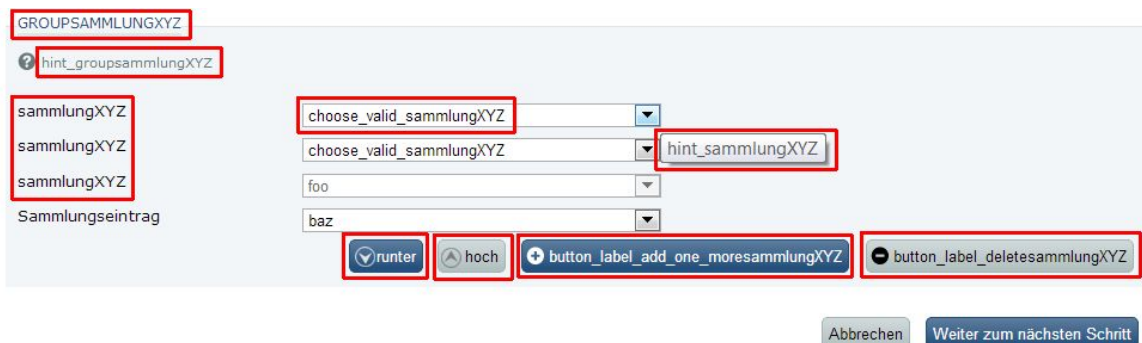 GROUPSAMMLUNGXYZ
hint_groupsammlungXYZ
sammlungXYZ choose_valid_sammlungXYZ
sammlungXYZ choose_valid_sammlungXYZ hint_sammlungXYZ
sammlungXYZ foo
Sammlungseintrag baz
runter hoch button_label_add_one_moresammlungXYZ button_label_deletesammlungXYZ
Abbrechen Weiter zum nächsten Schritt